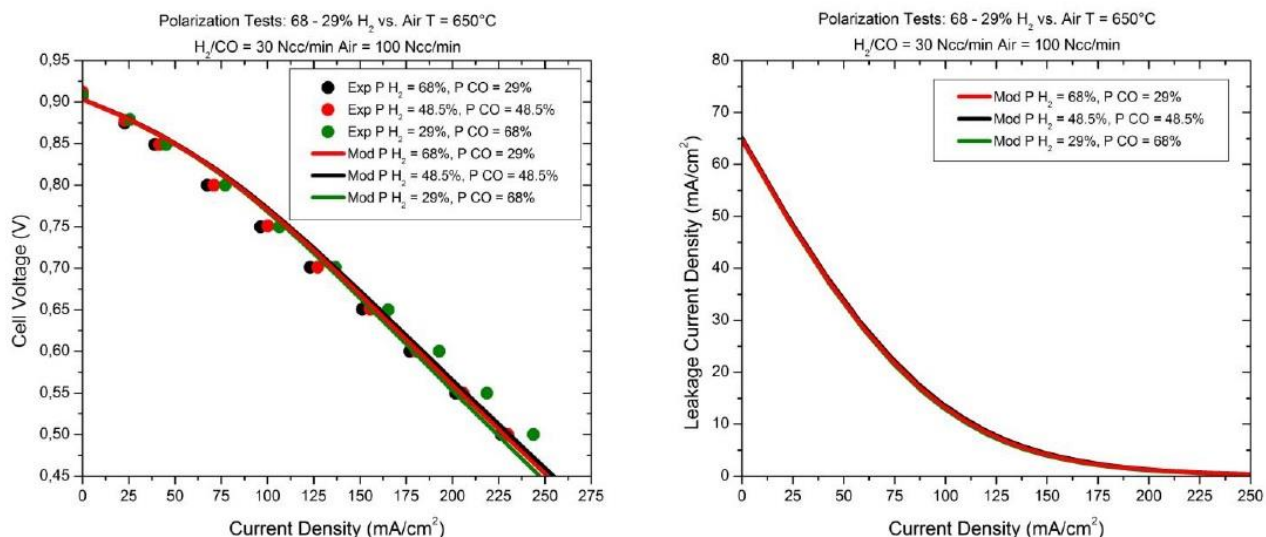 Polarization Tests: 68 - 29% H₂ vs. Air T = 650°C
H₂/CO = 30 Ncc/min Air = 100 Ncc/min
0,95
0,90
0,85
0,80
0,75
0,70
0,65
0,60
0,55
0,50
0,45
Cell Voltage (V)
Exp P H₂ = 68%, P CO = 29%
Exp P H₂ = 48.5%, P CO = 48.5%
Exp P H₂ = 29%, P CO = 68%
Mod P H₂ = 68%, P CO = 29%
Mod P H₂ = 48.5%, P CO = 48.5%
Mod P H₂ = 29%, P CO = 68%
0 25 50 75 100 125 150 175 200 225 250 275
Current Density (mA/cm²)
Polarization Tests: 68 - 29% H₂ vs. Air T = 650°C
H₂/CO = 30 Ncc/min Air = 100 Ncc/min
80
70
60
50
40
30
20
10
0
Leakage Current Density (mA/cm²)
Mod P H₂ = 68%, P CO = 29%
Mod P H₂ = 48.5%, P CO = 48.5%
Mod P H₂ = 29%, P CO = 68%
0 25 50 75 100 125 150 175 200 225 250
Current Density (mA/cm²)